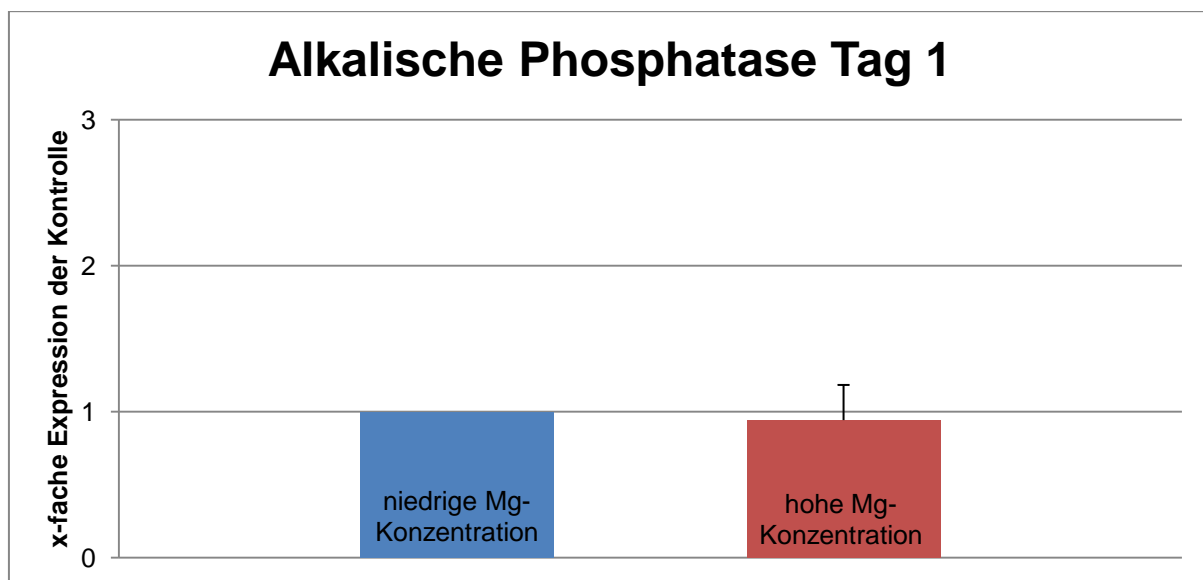 Alkalische Phosphatase Tag 1
x-fache Expression der Kontrolle
3
2
1
0
niedrige Mg-
Konzentration
hohe Mg-
Konzentration